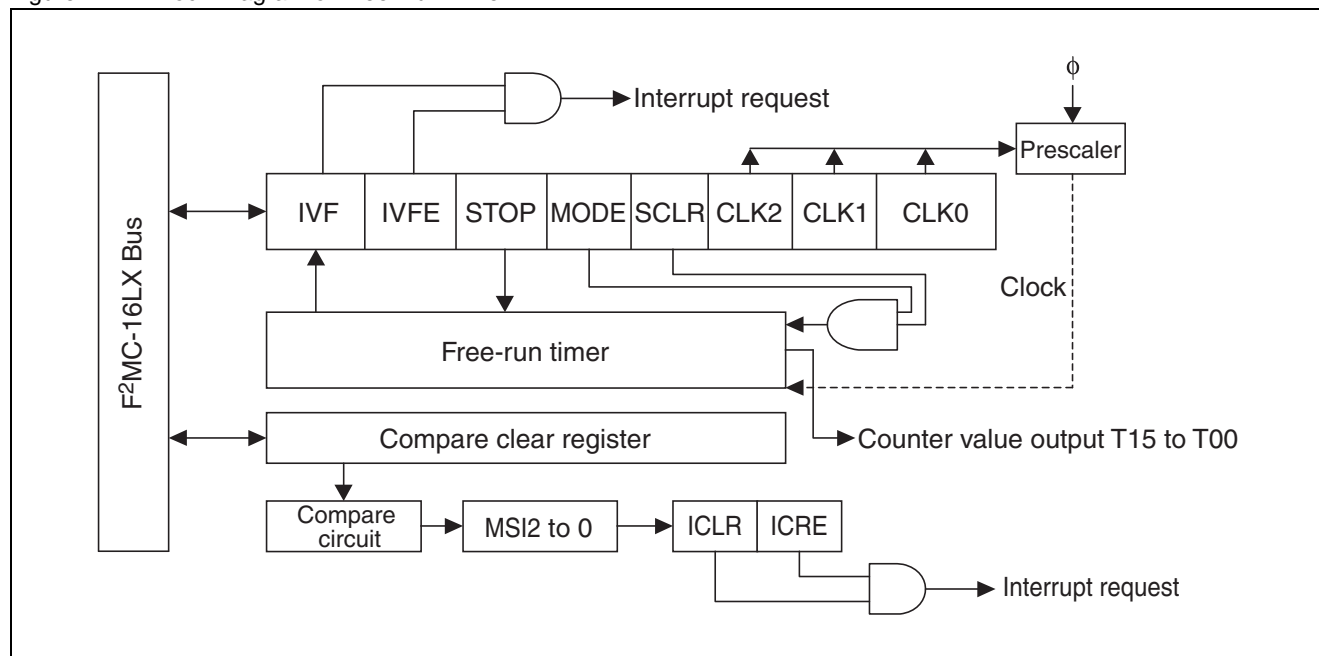 ϕ
Interrupt request
Prescaler
IVF IVFE STOP MODE SCLR CLK2 CLK1 CLK0
F²MC-16LX Bus
Clock
Free-run timer
Compare clear register
Counter value output T15 to T00
Compare
circuit
MSI2 to 0
ICLR ICRE
Interrupt request